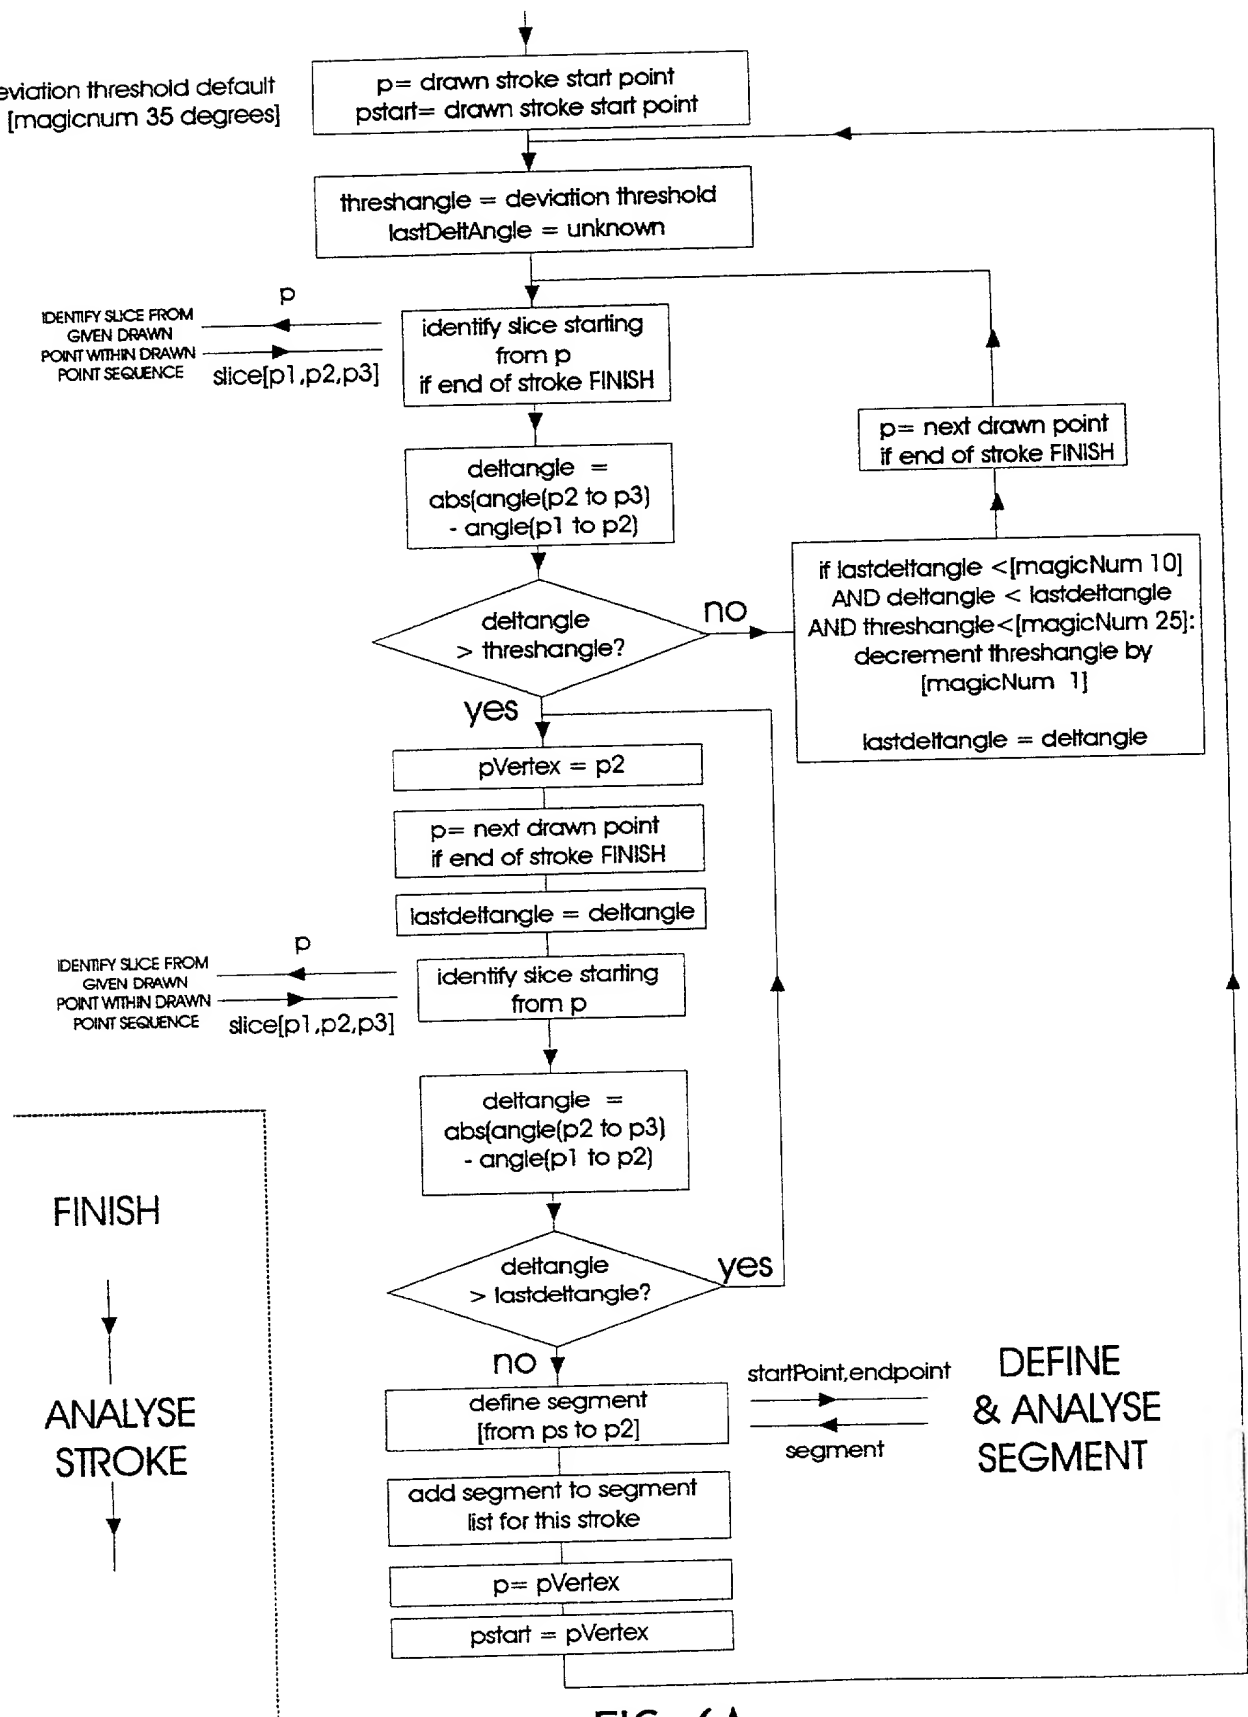 eviation threshold default
[magicnum 35 degrees]
p= drawn stroke start point
pstart= drawn stroke start point
threshangle = deviation threshold
lastDeltAngle = unknown
p
IDENTIFY SLICE FROM
GIVEN DRAWN
POINT WITHIN DRAWN
POINT SEQUENCE
slice[p1,p2,p3]
identify slice starting
from p
if end of stroke FINISH
p= next drawn point
if end of stroke FINISH
deltangle =
abs(angle(p2 to p3)
- angle(p1 to p2)
deltangle
> threshangle?
no
if lastdeltangle <[magicNum 10]
AND deltangle < lastdeltangle
AND threshangle<[magicNum 25]:
decrement threshangle by
[magicNum 1]
lastdeltangle = deltangle
yes
pVertex = p2
p= next drawn point
if end of stroke FINISH
lastdeltangle = deltangle
p
IDENTIFY SLICE FROM
GIVEN DRAWN
POINT WITHIN DRAWN
POINT SEQUENCE
slice[p1,p2,p3]
identify slice starting
from p
deltangle =
abs(angle(p2 to p3)
- angle(p1 to p2)
deltangle
> lastdeltangle?
yes
no
define segment
[from ps to p2]
startPoint,endpoint
segment
DEFINE
& ANALYSE
SEGMENT
add segment to segment
list for this stroke
p= pVertex
pstart = pVertex
FINISH
ANALYSE
STROKE
FIG 6A